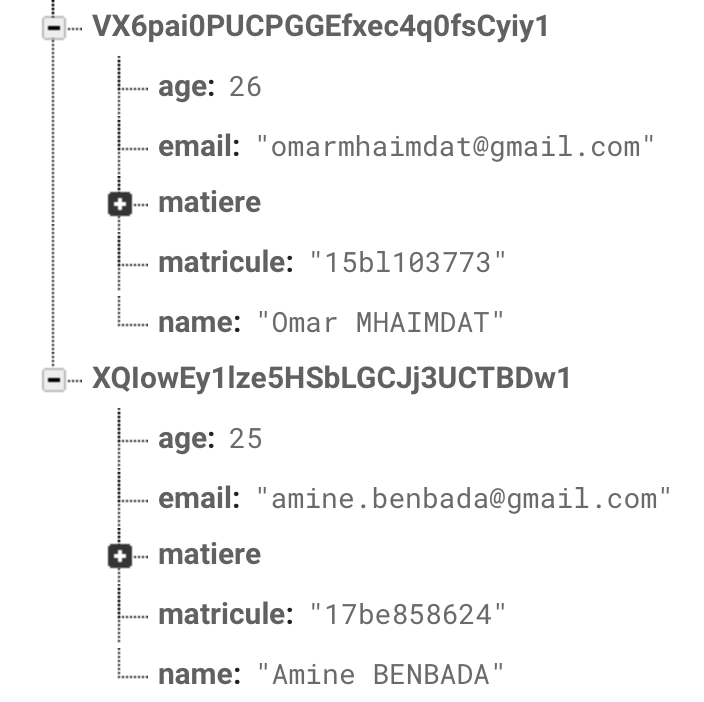 VX6pai0PUCPGGEfxec4q0fsCyiy1
age: 26
email: "omarmhaimdat@gmail.com"
matiere
matricule: "15bl103773"
name: "Omar MHAIMDAT"
XQIowEy1lze5HSbLGCJj3UCTBDw1
age: 25
email: "amine.benbada@gmail.com"
matiere
matricule: "17be858624"
name: "Amine BENBADA"